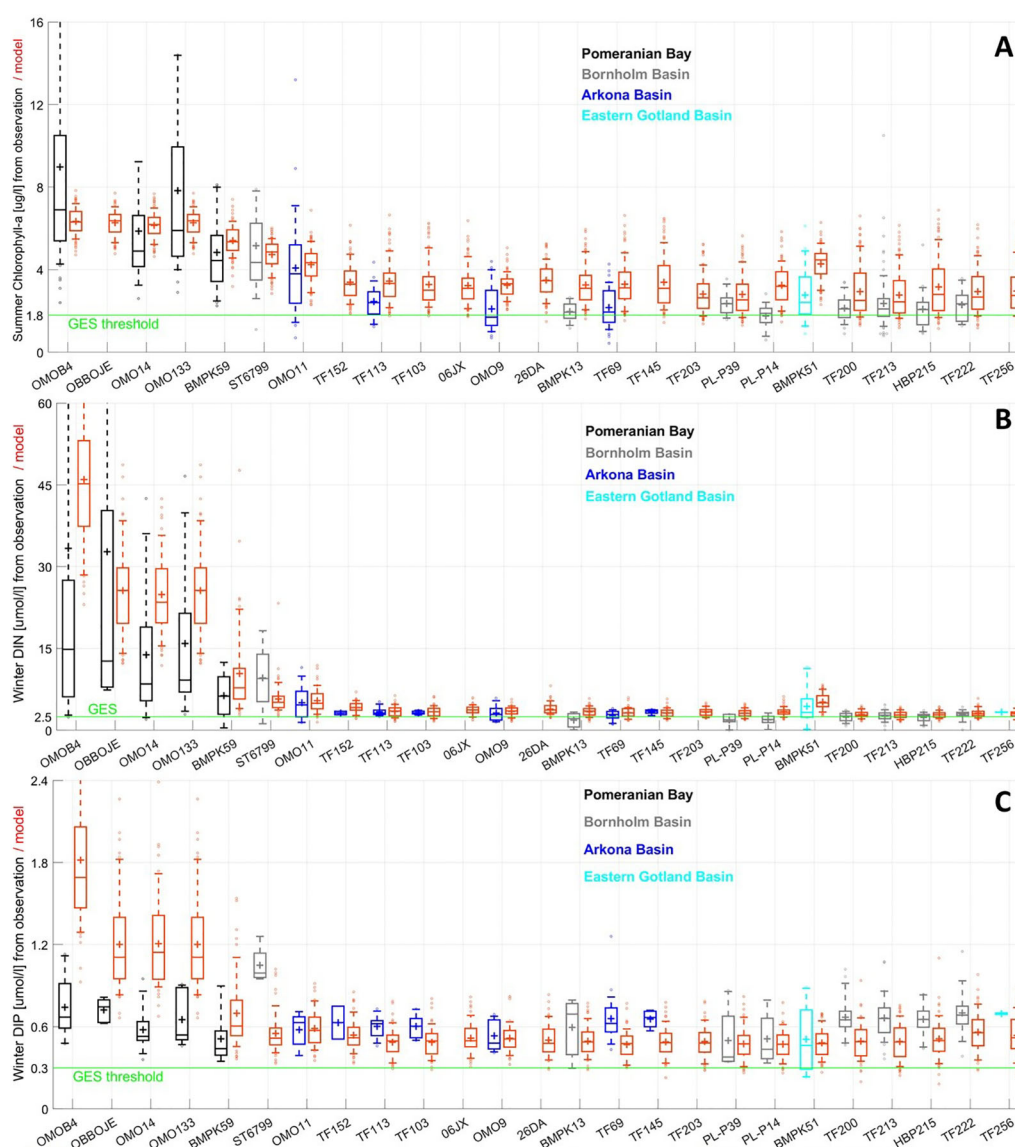 A
Summer Chlorophyll-a [ug/l] from observation / model
16
12
8
4
1.8
0
Pomeranian Bay
Bornholm Basin
Arkona Basin
Eastern Gotland Basin
GES threshold
OMOB4 OBBOJE OMO14 OMO133 BMPK59 ST6799 OMO11 TF152 TF113 TF103 06JX OMO9 26DA BMPK13 TF69 TF145 TF203 PL-P39 PL-P14 BMPK51 TF200 TF213 HBP215 TF222 TF256
B
Winter DIN [umol/l] from observation / model
60
45
30
15
2.5
0
Pomeranian Bay
Bornholm Basin
Arkona Basin
Eastern Gotland Basin
GES
OMOB4 OBBOJE OMO14 OMO133 BMPK59 ST6799 OMO11 TF152 TF113 TF103 06JX OMO9 26DA BMPK13 TF69 TF145 TF203 PL-P39 PL-P14 BMPK51 TF200 TF213 HBP215 TF222 TF256
C
Winter DIP [umol/l] from observation / model
2.4
1.8
1.2
0.6
0.3
0
Pomeranian Bay
Bornholm Basin
Arkona Basin
Eastern Gotland Basin
GES threshold
OMOB4 OBBOJE OMO14 OMO133 BMPK59 ST6799 OMO11 TF152 TF113 TF103 06JX OMO9 26DA BMPK13 TF69 TF145 TF203 PL-P39 PL-P14 BMPK51 TF200 TF213 HBP215 TF222 TF256